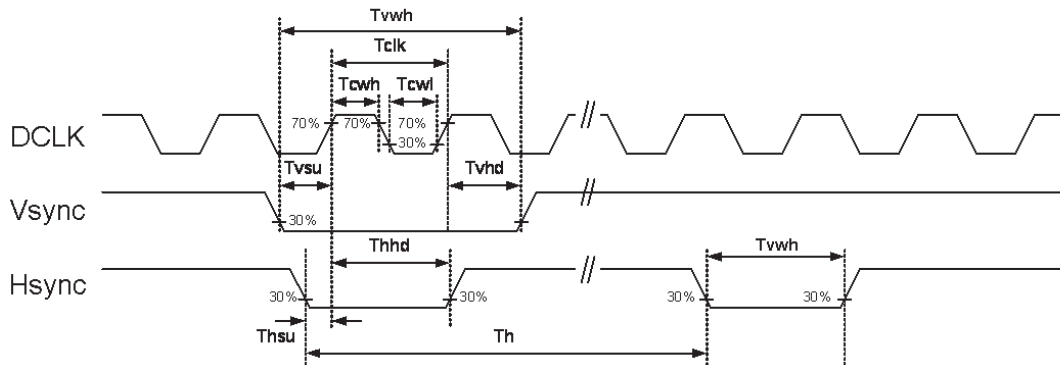 Tvwh
Tclk
Tcwh Tcwl
DCLK 70% 70% 70%
30%
Tvsu Tvhd
Vsync 30%
Thhd Tvwh
Hsync 30% 30% 30% 30%
Thsu Th